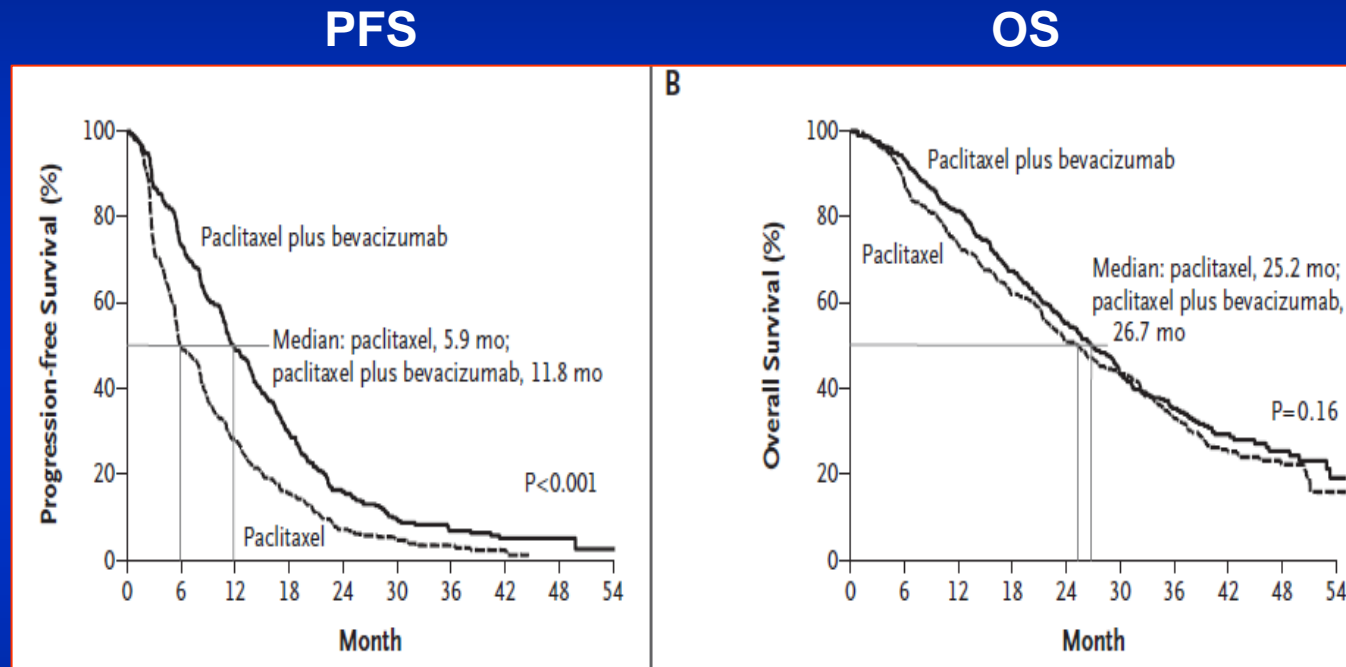 PFS
OS
Progression-free Survival (%)
100
80
60
40
20
0
Paclitaxel plus bevacizumab
Median: paclitaxel, 5.9 mo;
paclitaxel plus bevacizumab, 11.8 mo
P<0.001
Paclitaxel
0 6 12 18 24 30 36 42 48 54
Month
B
Overall Survival (%)
100
80
60
40
20
0
Paclitaxel plus bevacizumab
Paclitaxel
Median: paclitaxel, 25.2 mo;
paclitaxel plus bevacizumab,
26.7 mo
P=0.16
0 6 12 18 24 30 36 42 48 54
Month